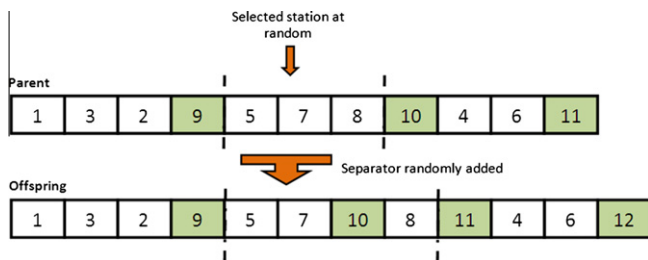 Selected station at
random
Parent
1 3 2 9 5 7 8 10 4 6 11
Separator randomly added
Offspring
1 3 2 9 5 7 10 8 11 4 6 12